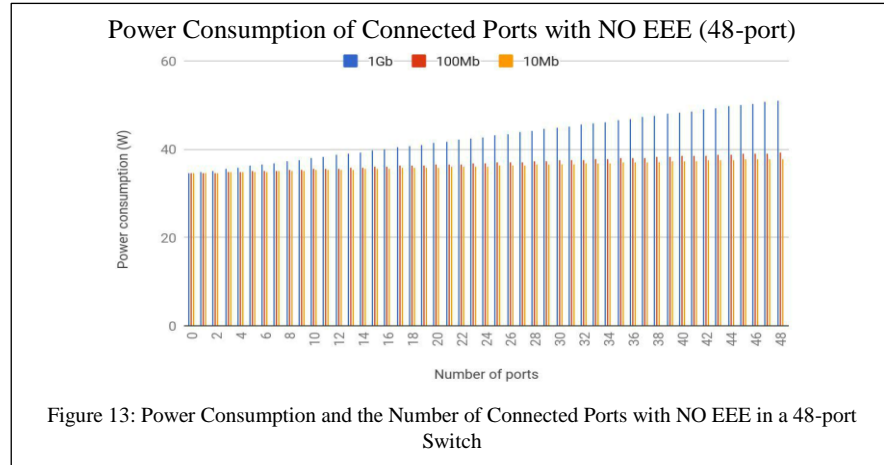 Power Consumption of Connected Ports with NO EEE (48-port)
60
1Gb 100Mb 10Mb
40
Power consumption (W)
20
0
0 2 4 6 8 10 12 14 16 18 20 22 24 26 28 30 32 34 36 38 40 42 44 46 48
Number of ports
Figure 13: Power Consumption and the Number of Connected Ports with NO EEE in a 48-port
Switch